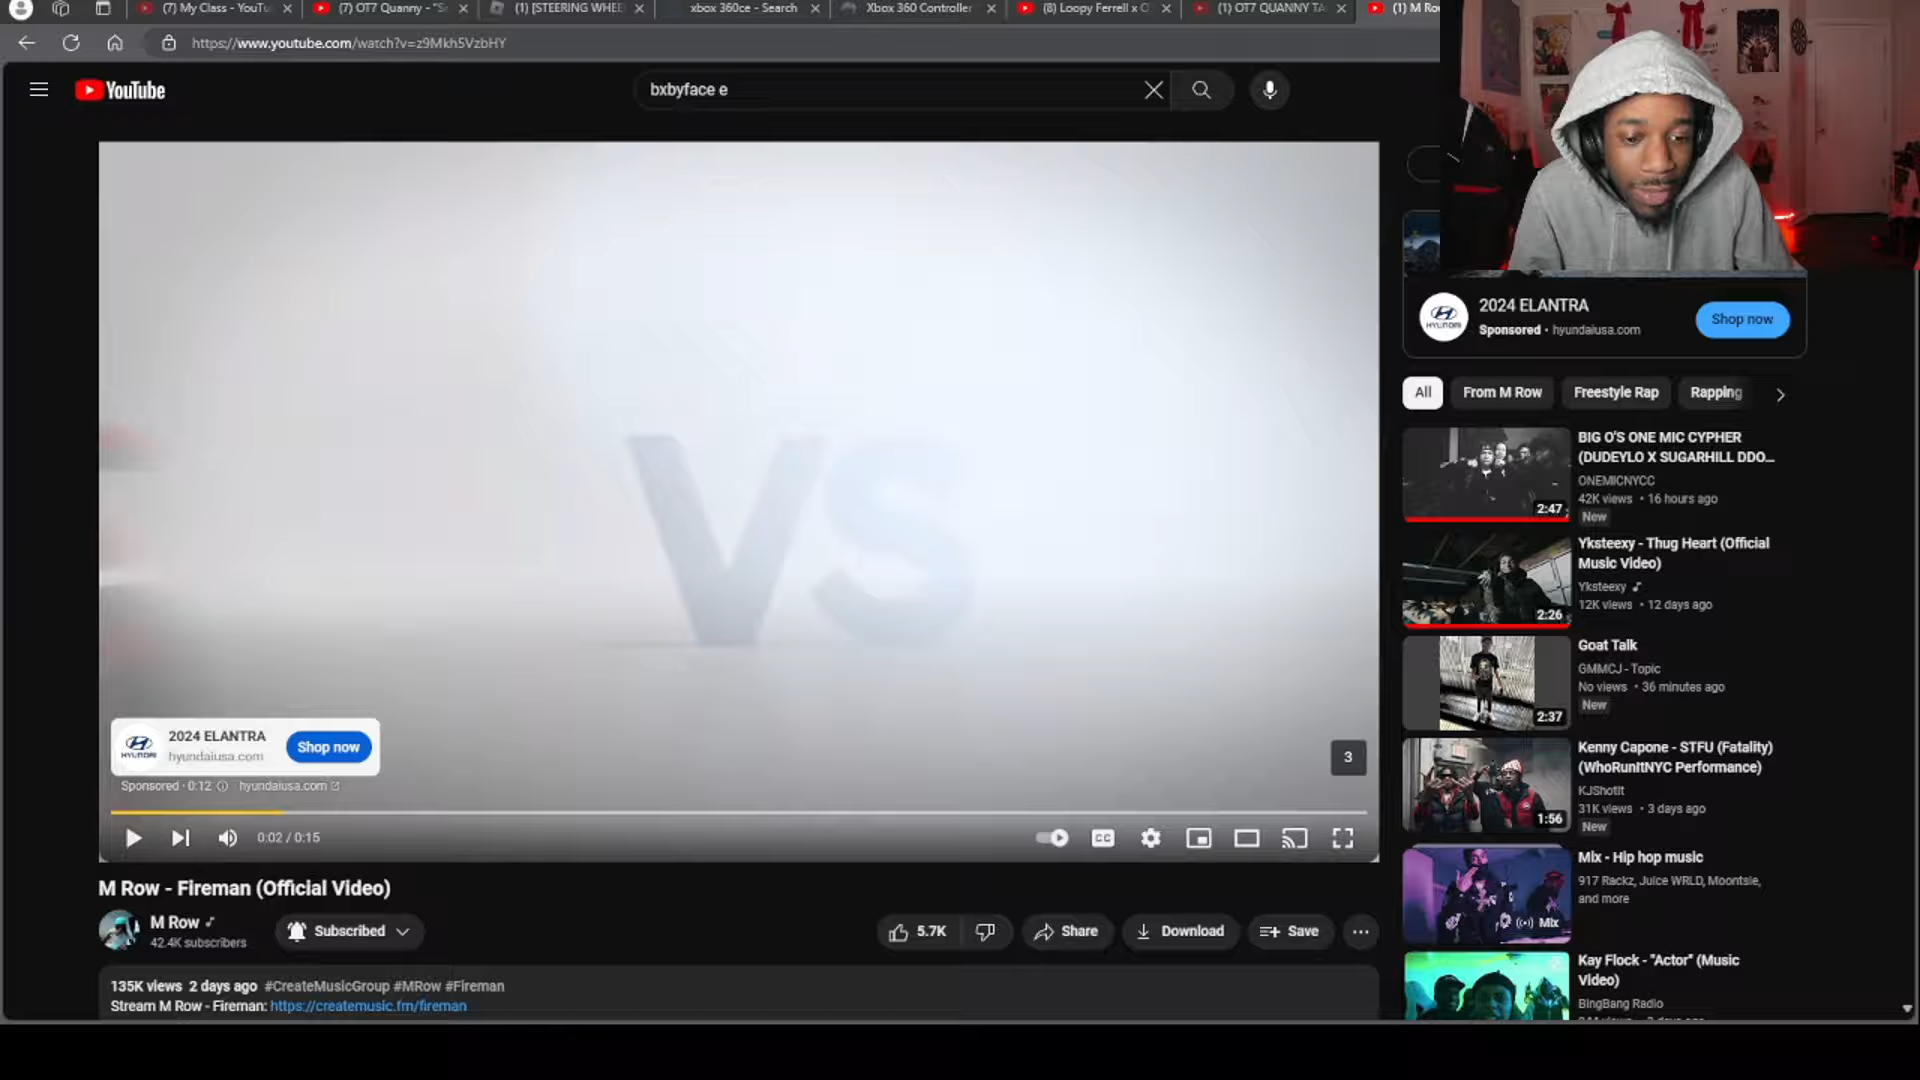 (7) My Class - YouTu
(7) OT7 Quanny - "S
(1) [STEERING WHEE
xbox 360ce - Search
Xbox 360 Controller
(8) Loopy Ferrell x O
(1) OT7 QUANNY TA
(1) M Ro
https://www.youtube.com/watch?v=z9Mkh5VzbHY
YouTube
bxbyface e
VS
2024 ELANTRA
hyundaiusa.com
HYUNDAI
Shop now
Sponsored · 0:12
hyundaiusa.com
3
0:02 / 0:15
CC
M Row - Fireman (Official Video)
M Row
42.4K subscribers
Subscribed
5.7K
Share
Download
Save
135K views 2 days ago #CreateMusicGroup #MRow #Fireman
Stream M Row - Fireman: https://createmusic.fm/fireman
HYUNDAI
2024 ELANTRA
Sponsored · hyundaiusa.com
Shop now
All
From M Row
Freestyle Rap
Rapping
BIG O'S ONE MIC CYPHER
(DUDEYLO X SUGARHILL DDO...
ONEMICNYCC
42K views · 16 hours ago
New
2:47
Yksteexy - Thug Heart (Official
Music Video)
Yksteexy
12K views · 12 days ago
2:26
Goat Talk
GMMCJ - Topic
No views · 36 minutes ago
New
2:37
Kenny Capone - STFU (Fatality)
(WhoRunItNYC Performance)
KJShotIt
31K views · 3 days ago
New
1:56
Mix - Hip hop music
917 Rackz, Juice WRLD, Moontsie,
and more
Mix
Kay Flock - "Actor" (Music
Video)
BingBang Radio